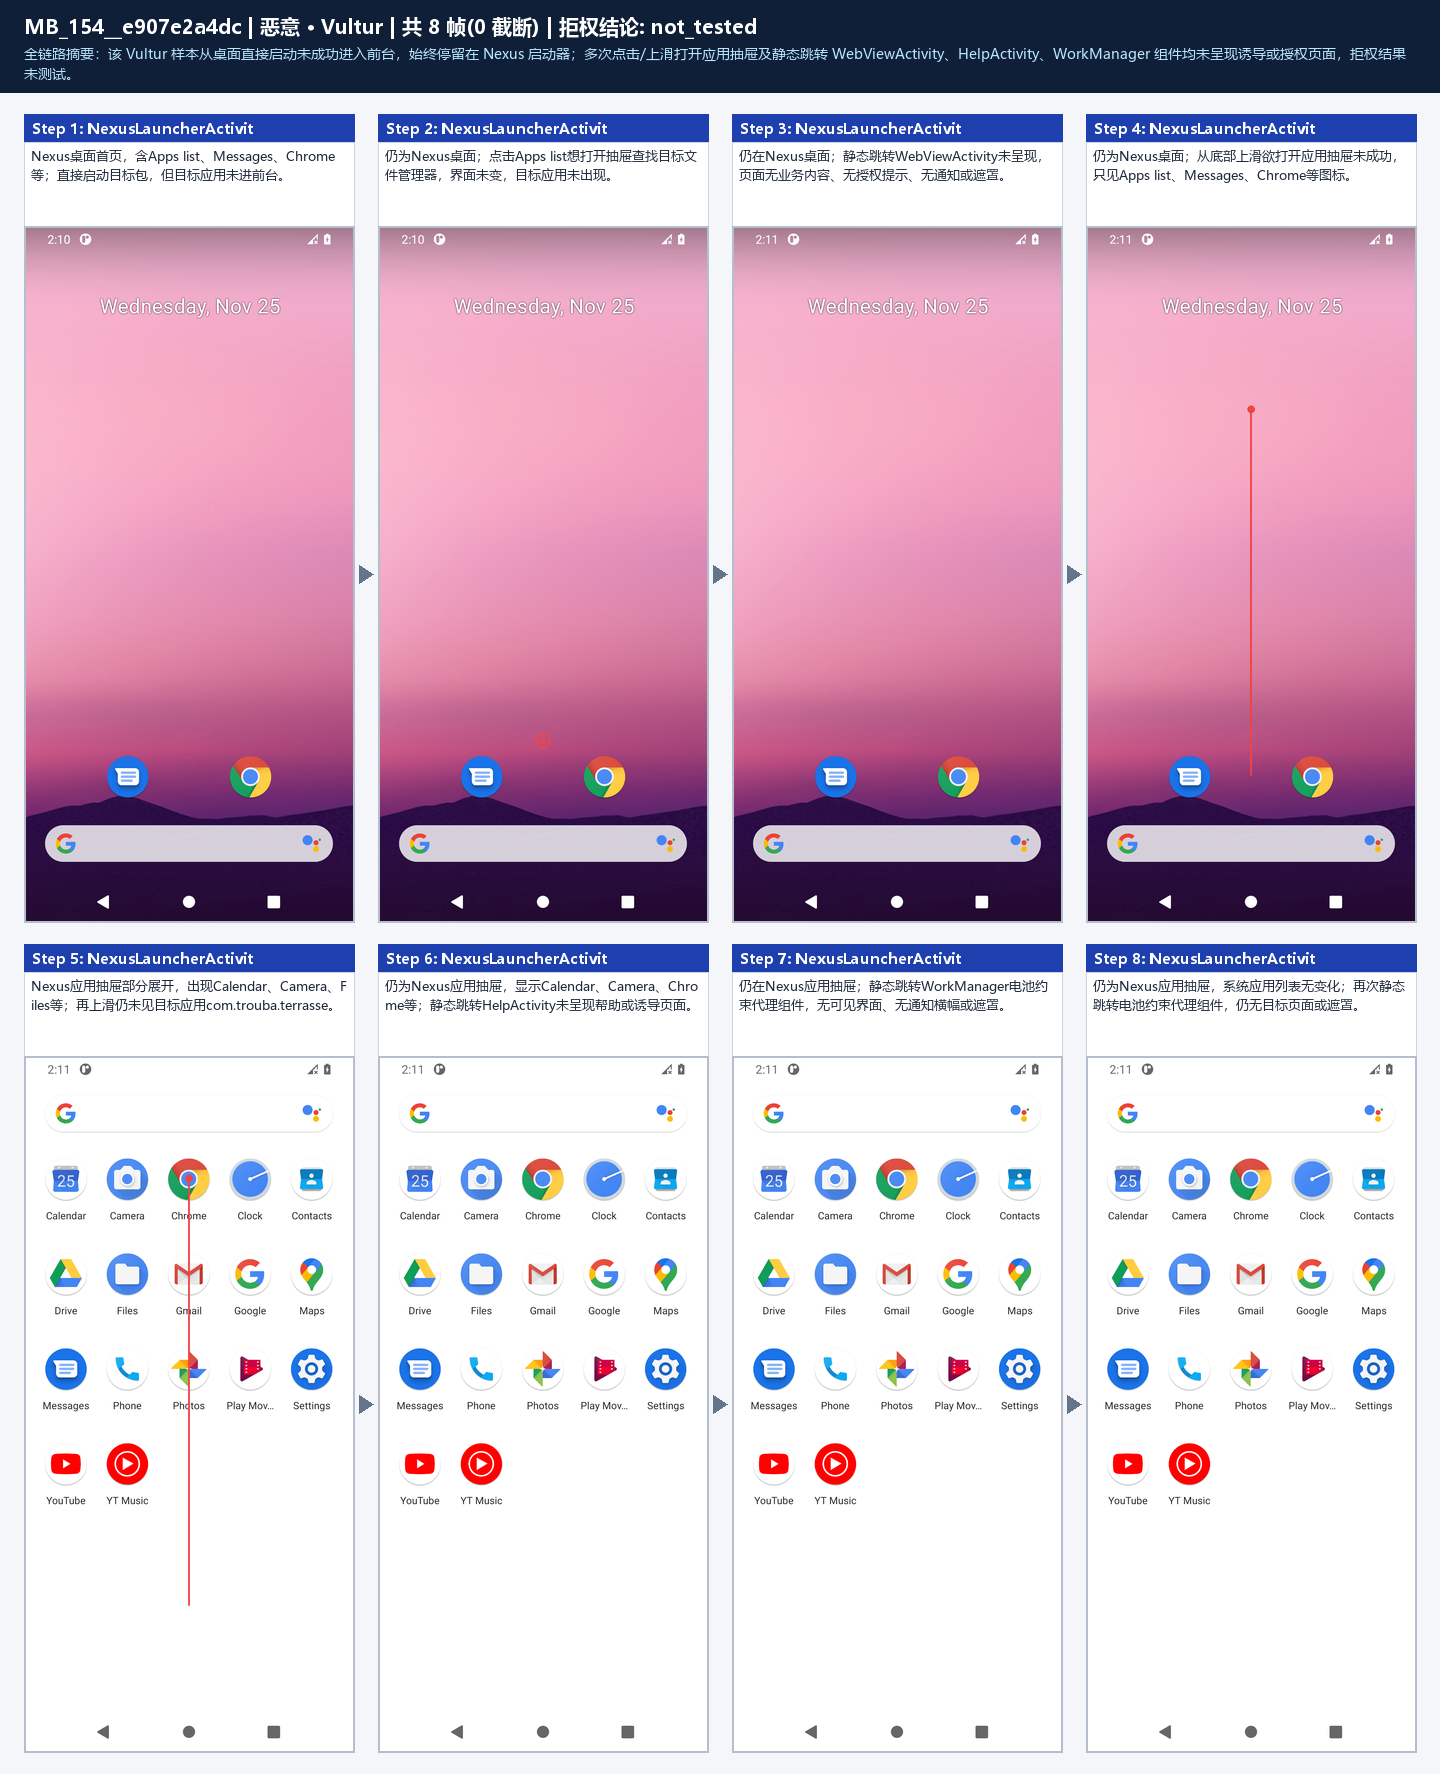 MB_154__e907e2a4dc | 恶意 • Vultur | 共 8 帧(0 截断) | 拒权结论: not_tested
全链路摘要：该 Vultur 样本从桌面直接启动未成功进入前台，始终停留在 Nexus 启动器；多次点击/上滑打开应用抽屉及静态跳转 WebViewActivity、HelpActivity、WorkManager 组件均未呈现诱导或授权页面，拒权结果
未测试。
Step 1: NexusLauncherActivit
Nexus桌面首页，含Apps list、Messages、Chrome
等；直接启动目标包，但目标应用未进前台。
2:10
Wednesday, Nov 25
Step 2: NexusLauncherActivit
仍为Nexus桌面；点击Apps list想打开抽屉查找目标文
件管理器，界面未变，目标应用未出现。
2:10
Wednesday, Nov 25
Step 3: NexusLauncherActivit
仍在Nexus桌面；静态跳转WebViewActivity未呈现，
页面无业务内容、无授权提示、无通知或遮罩。
2:11
Wednesday, Nov 25
Step 4: NexusLauncherActivit
仍为Nexus桌面；从底部上滑欲打开应用抽屉未成功，
只见Apps list、Messages、Chrome等图标。
2:11
Wednesday, Nov 25
Step 5: NexusLauncherActivit
Nexus应用抽屉部分展开，出现Calendar、Camera、F
iles等；再上滑仍未见目标应用com.trouba.terrasse。
2:11
25
Calendar Camera Chrome Clock Contacts
Drive Files Gmail Google Maps
Messages Phone Photos Play Mov... Settings
YouTube YT Music
Step 6: NexusLauncherActivit
仍为Nexus应用抽屉，显示Calendar、Camera、Chro
me等；静态跳转HelpActivity未呈现帮助或诱导页面。
2:11
25
Calendar Camera Chrome Clock Contacts
Drive Files Gmail Google Maps
Messages Phone Photos Play Mov... Settings
YouTube YT Music
Step 7: NexusLauncherActivit
仍在Nexus应用抽屉；静态跳转WorkManager电池约
束代理组件，无可见界面、无通知横幅或遮罩。
2:11
25
Calendar Camera Chrome Clock Contacts
Drive Files Gmail Google Maps
Messages Phone Photos Play Mov... Settings
YouTube YT Music
Step 8: NexusLauncherActivit
仍为Nexus应用抽屉，系统应用列表无变化；再次静态
跳转电池约束代理组件，仍无目标页面或遮罩。
2:11
25
Calendar Camera Chrome Clock Contacts
Drive Files Gmail Google Maps
Messages Phone Photos Play Mov... Settings
YouTube YT Music